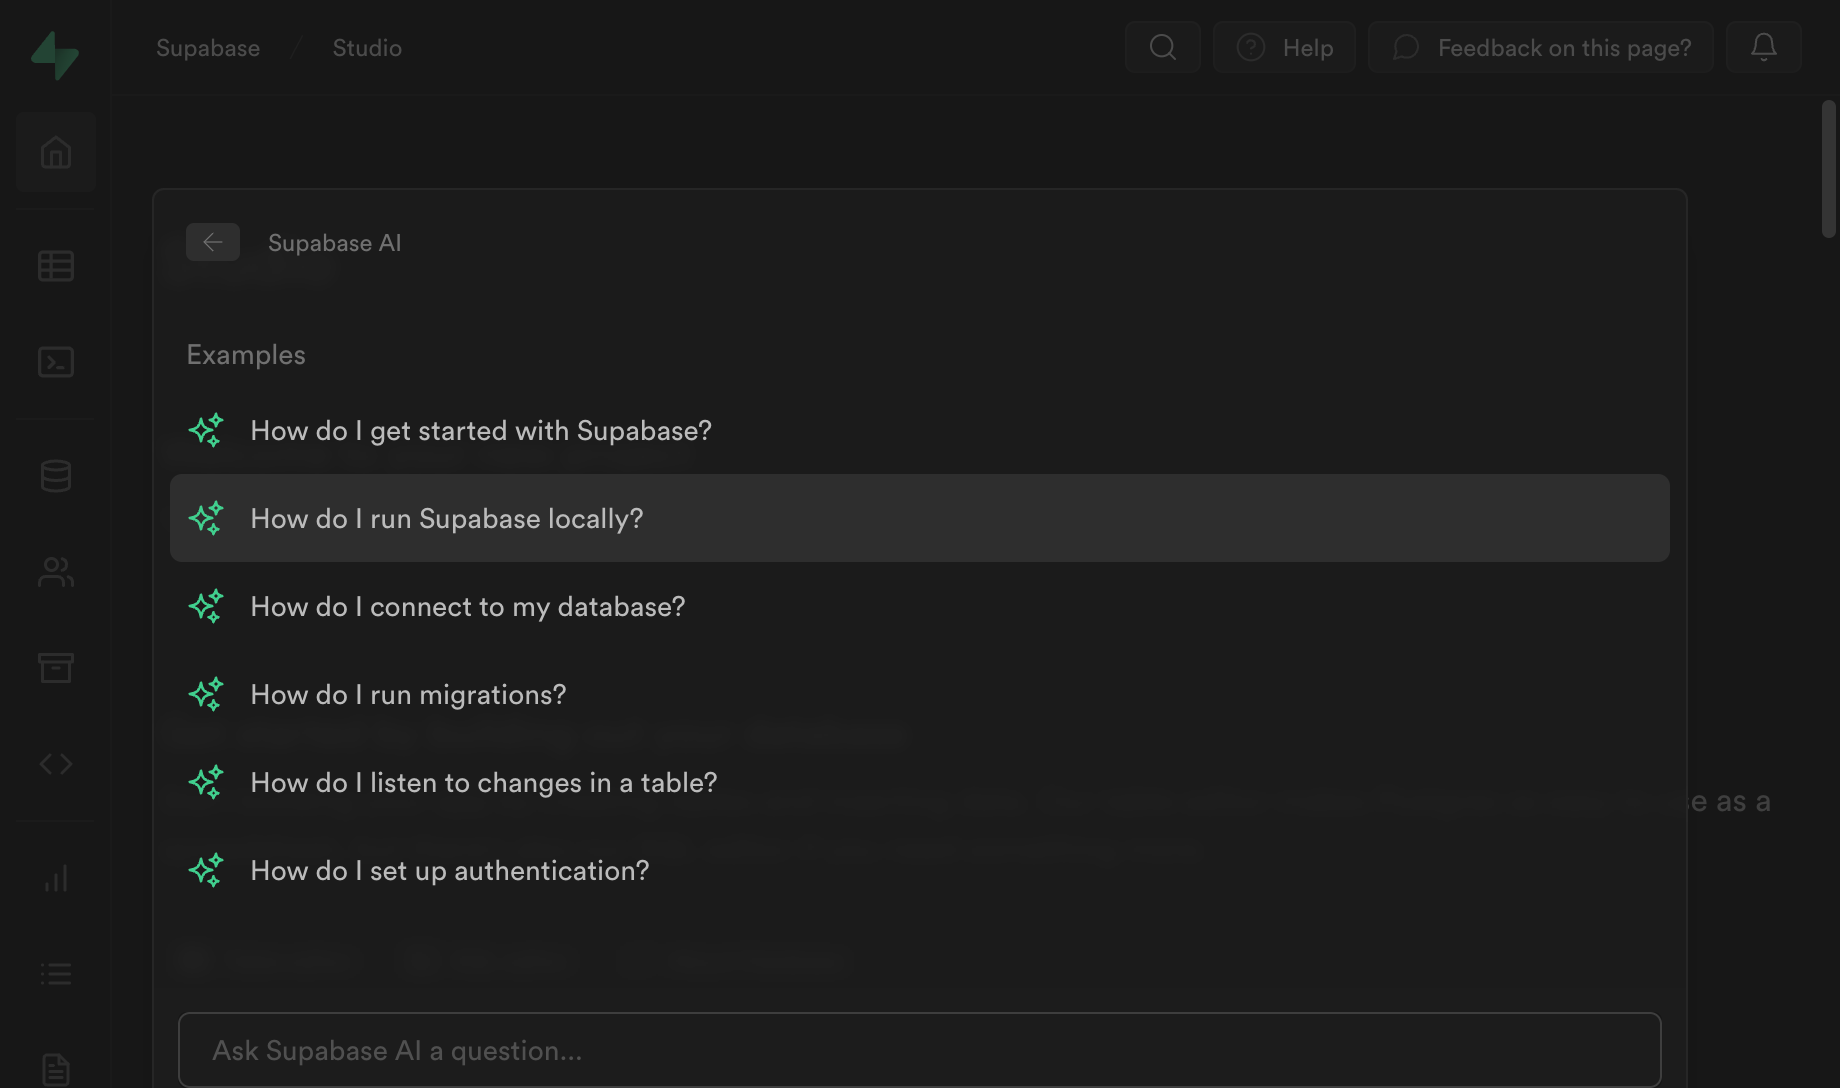 Supabase / Studio
Help
Feedback on this page?
Supabase AI
Examples
How do I get started with Supabase?
How do I run Supabase locally?
How do I connect to my database?
How do I run migrations?
How do I listen to changes in a table?
as a
How do I set up authentication?
Ask Supabase AI a question...